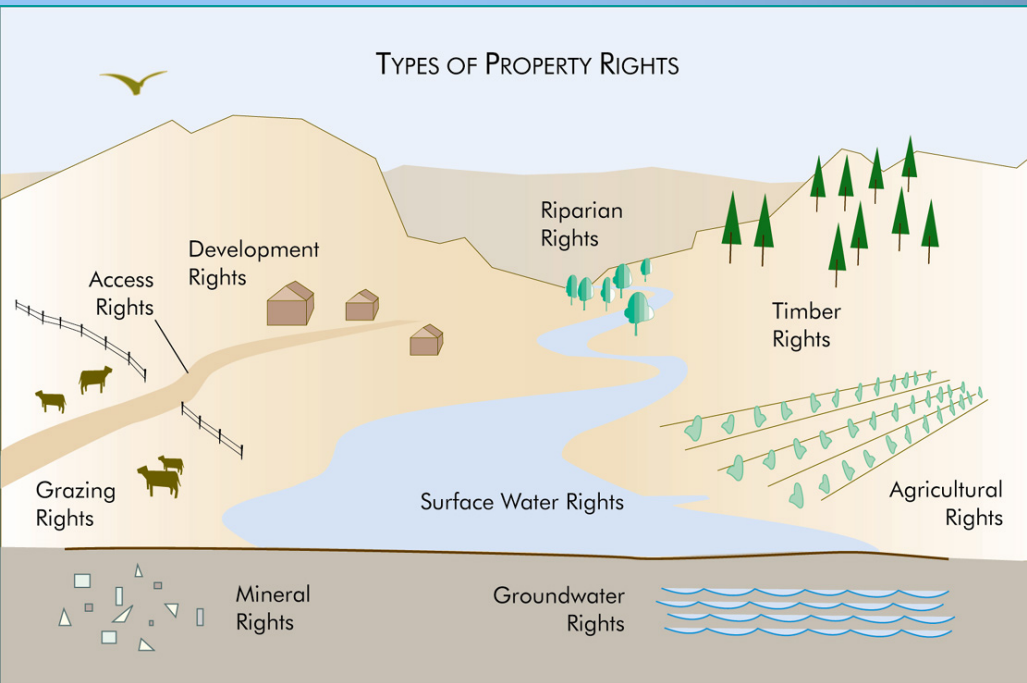 TYPES OF PROPERTY RIGHTS
Riparian
Rights
Development
Rights
Access
Rights
Timber
Rights
Grazing
Rights
Surface Water Rights
Agricultural
Rights
Mineral
Rights
Groundwater
Rights